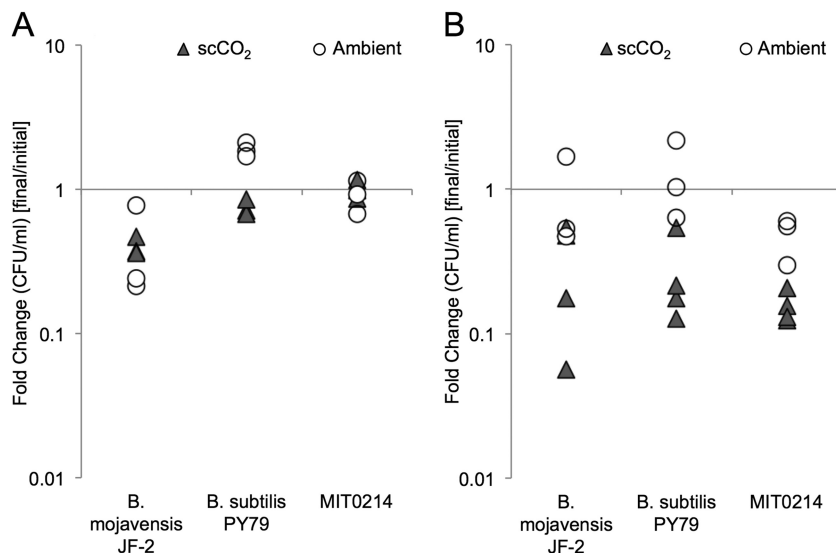 A
▲ scCO₂ ○ Ambient
10
1
0.1
0.01
Fold Change (CFU/ml) [final/initial]
B. mojavensis JF-2
B. subtilis PY79
MIT0214
B
▲ scCO₂ ○ Ambient
10
1
0.1
0.01
Fold Change (CFU/ml) [final/initial]
B. mojavensis JF-2
B. subtilis PY79
MIT0214